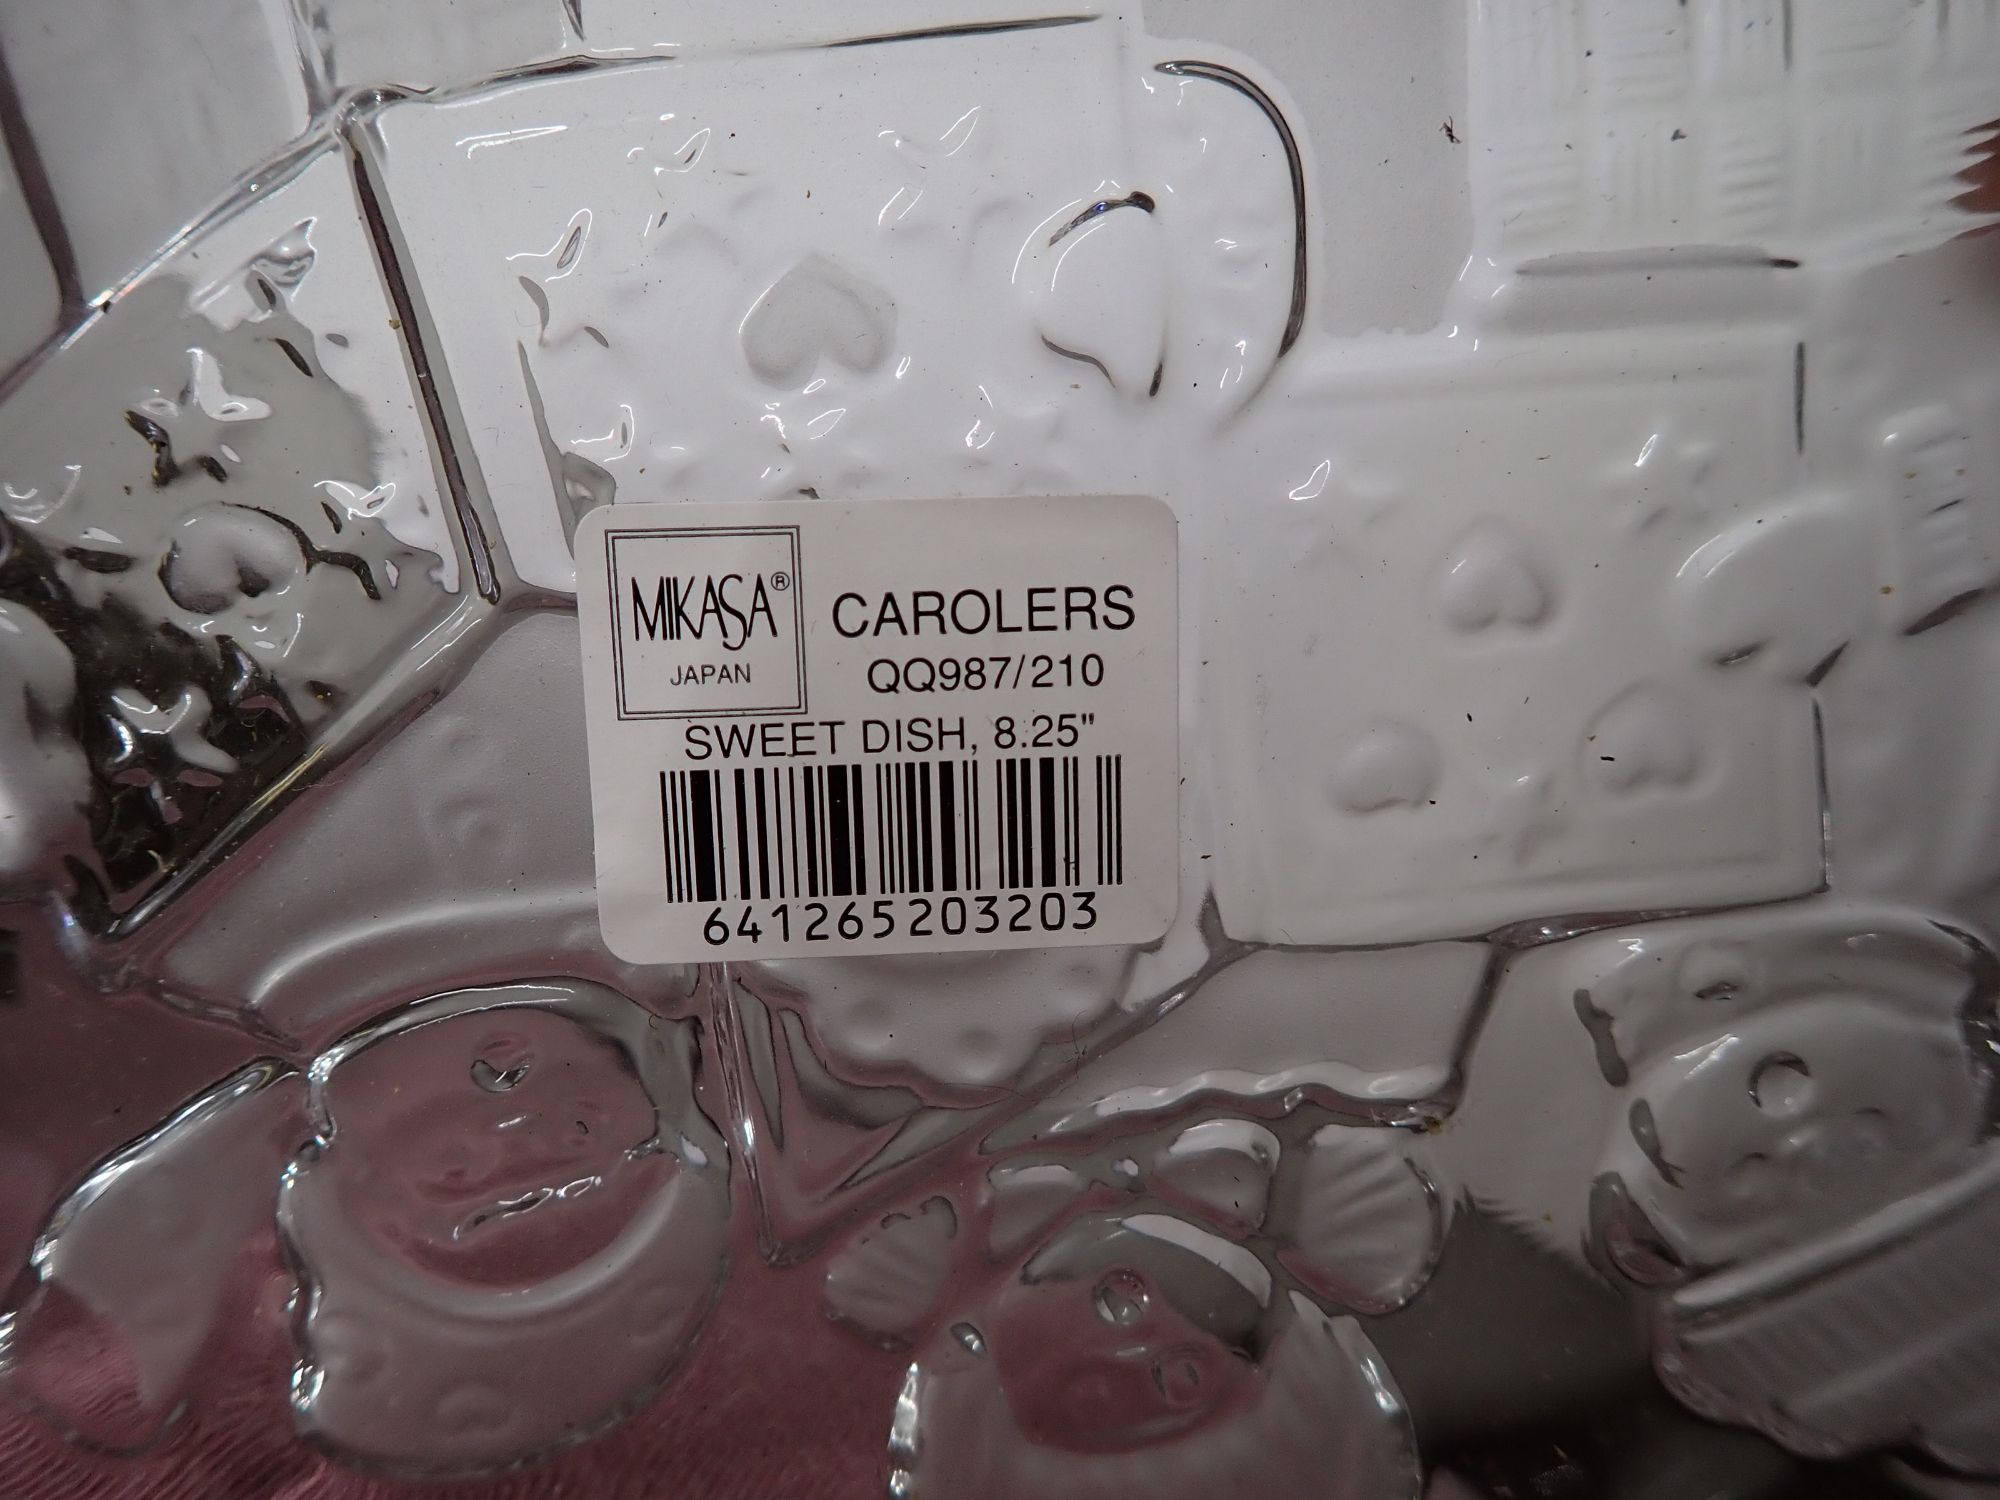 MIKASA®
JAPAN
CAROLERS
QQ987/210
SWEET DISH, 8.25"
641265203203